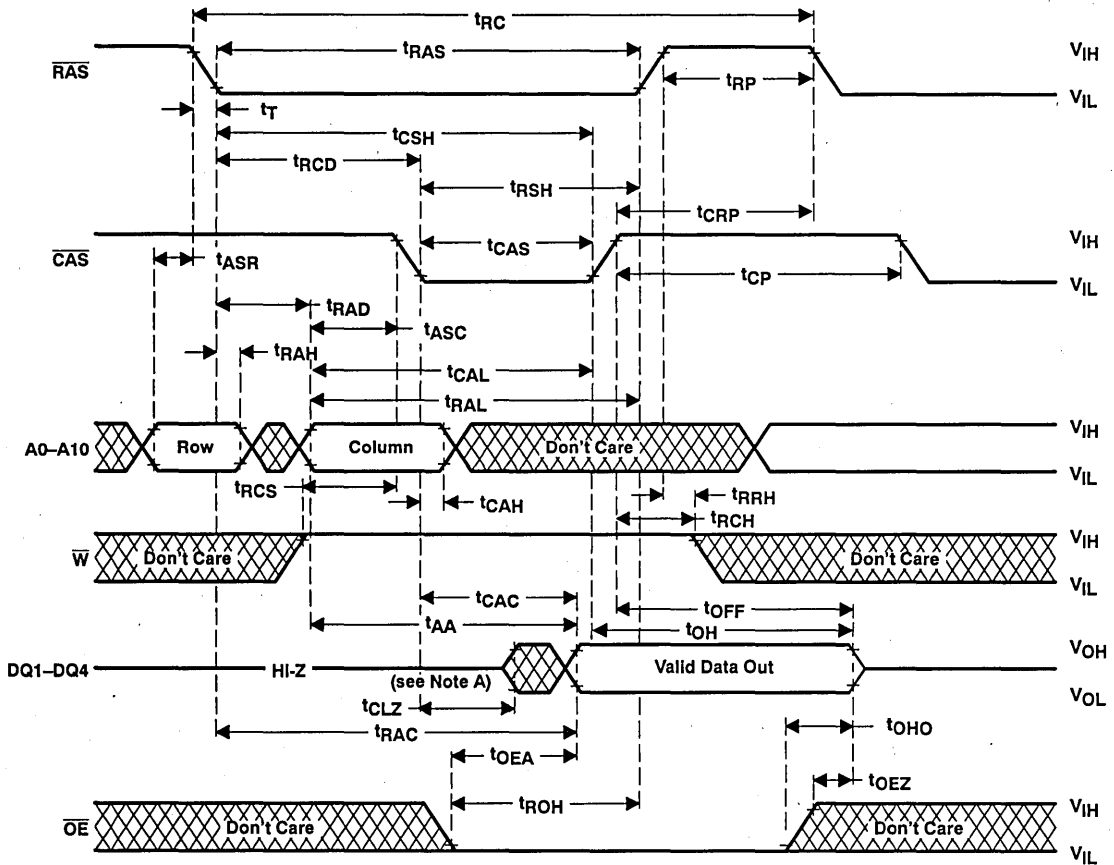 tRC
tRAS
RAS
VIH
tRP
VIL
tT
tCSH
tRCD
tRSH
tCRP
CAS
VIH
tCAS
tASR
tCP
VIL
tRAD
tASC
tRAH
tCAL
tRAL
A0–A10
Row
Column
Don't Care
VIH
VIL
tRCS
tCAH
tRRH
tRCH
W
Don't Care
Don't Care
VIH
VIL
tCAC
tOFF
tAA
tOH
DQ1–DQ4
HI-Z
Valid Data Out
VOH
(see Note A)
VOL
tCLZ
tRAC
tOHO
tOEA
tOEZ
tROH
OE
Don't Care
Don't Care
VIH
VIL